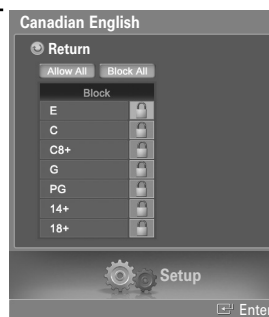 Canadian English
Return
Allow All Block All
Block
E
C
C8+
G
PG
14+
18+
Setup
Enter